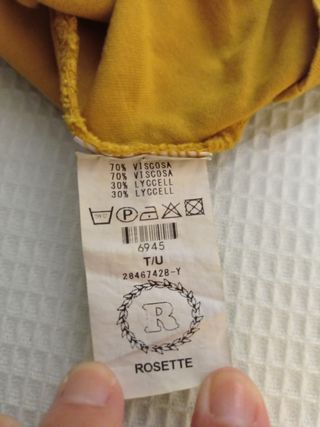 70% VISCOSA
70% VISCOSA
30% LYCCELL
30% LYCCELL
P
6945
T/U
28467428-Y
R
ROSETTE